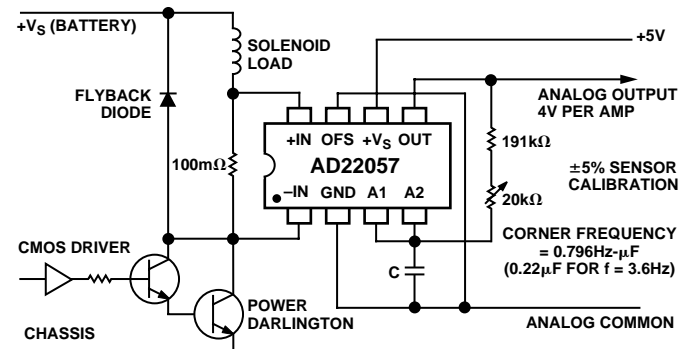 +VS (BATTERY)
SOLENOID
LOAD
+5V
FLYBACK
DIODE
ANALOG OUTPUT
4V PER AMP
+IN OFS +VS OUT
191kΩ
100mΩ
AD22057
±5% SENSOR
CALIBRATION
–IN GND A1 A2
20kΩ
CORNER FREQUENCY
= 0.796Hz-μF
(0.22μF FOR f = 3.6Hz)
CMOS DRIVER
C
POWER
DARLINGTON
CHASSIS
ANALOG COMMON